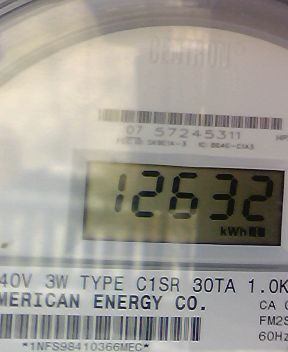 07 57245311
12632
kWh
40V 3W TYPE C1SR 30TA 1.0K
MERICAN ENERGY CO.
CA
FM2S
60Hz
*1NFS98410366MEC*